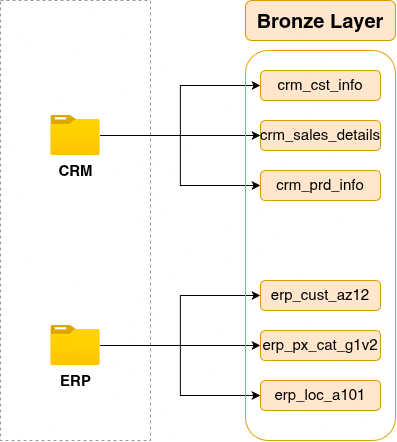 Bronze Layer
crm_cst_info
crm_sales_details
CRM
crm_prd_info
erp_cust_az12
erp_px_cat_g1v2
ERP
erp_loc_a101